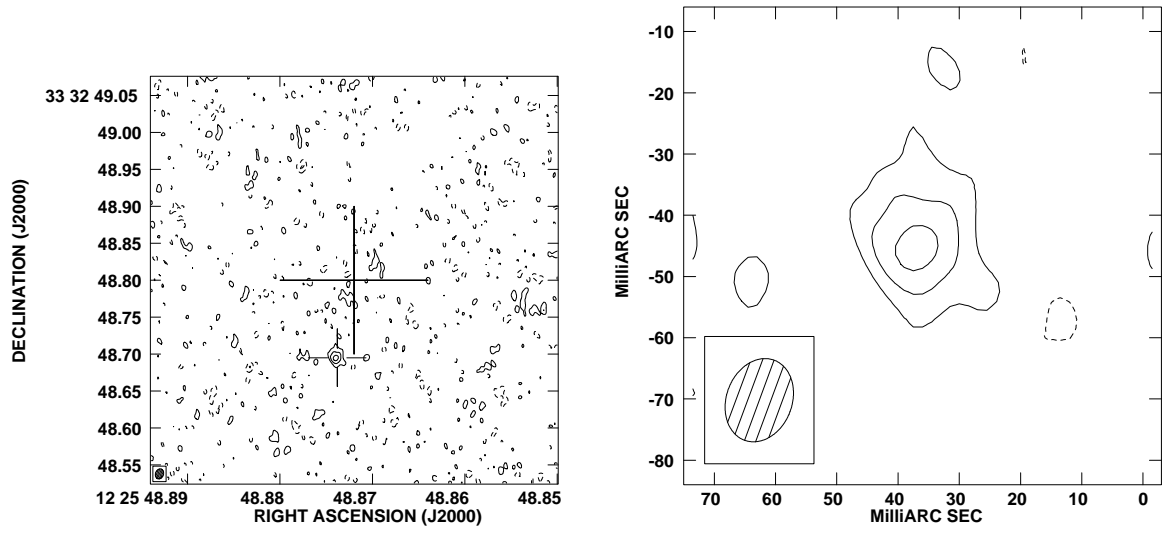 DECLINATION (J2000)
33 32 49.05
49.00
48.95
48.90
48.85
48.80
48.75
48.70
48.65
48.60
48.55
12 25 48.89 48.88 48.87 48.86 48.85
RIGHT ASCENSION (J2000)
MilliARC SEC
-10
-20
-30
-40
-50
-60
-70
-80
70 60 50 40 30 20 10 0
MilliARC SEC